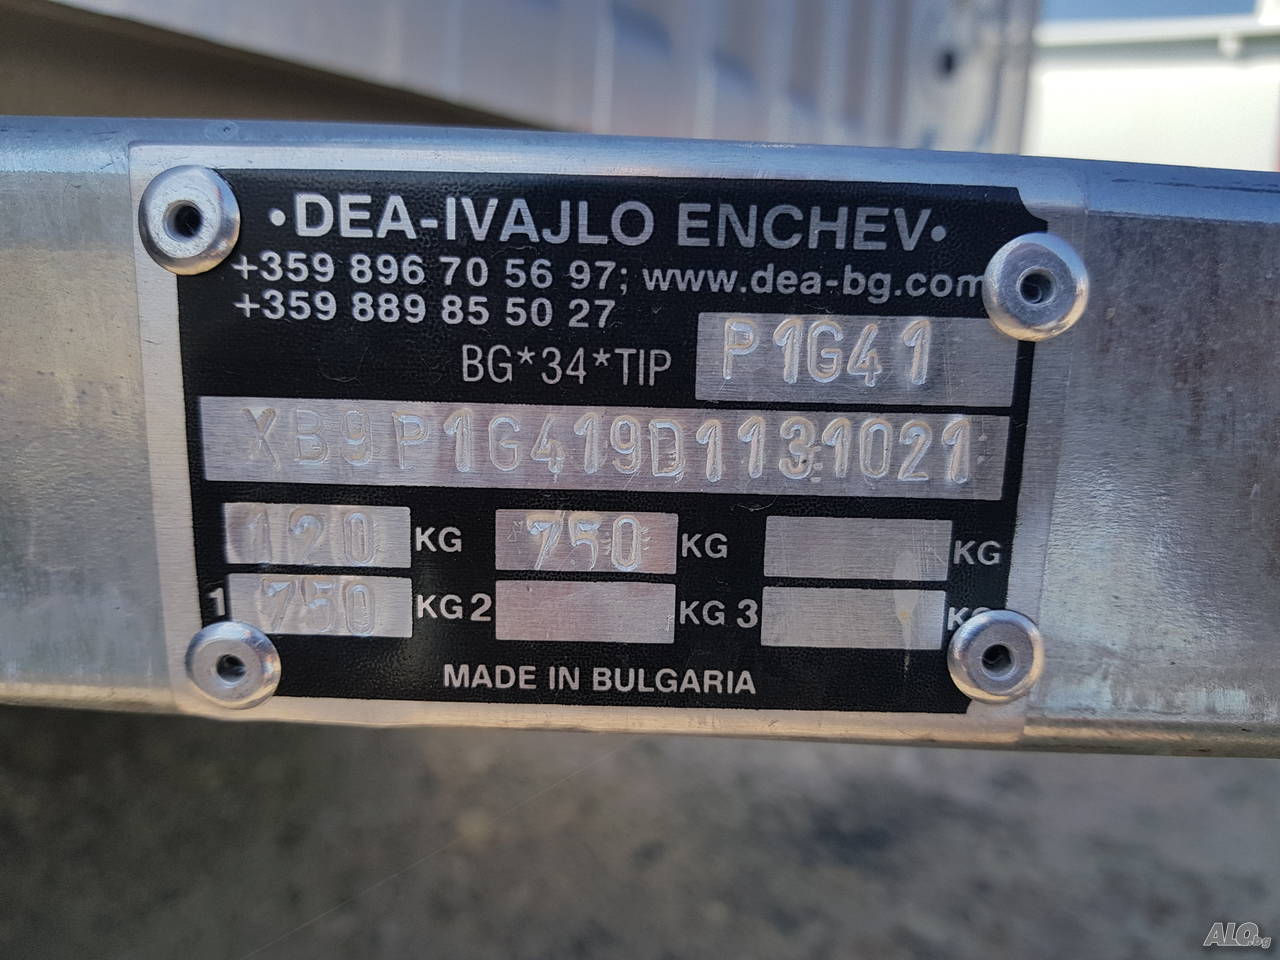 •DEA-IVAJLO ENCHEV•
+359 896 70 56 97; www.dea-bg.com
+359 889 85 50 27
BG*34*TIP P1G41
XB9P1G419D1131021
120 KG 750 KG KG
1 750 KG 2 KG 3 KG
MADE IN BULGARIA
ALO.bg